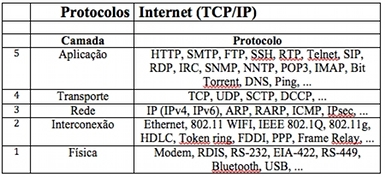 Protocolos Internet (TCP/IP)
Camada Protocolo
5 Aplicação HTTP, SMTP, FTP, SSH, RTP, Telnet, SIP,
RDP, IRC, SNMP, NNTP, POP3, IMAP, Bit
Torrent, DNS, Ping, ...
4 Transporte TCP, UDP, SCTP, DCCP, ...
3 Rede IP (IPv4, IPv6), ARP, RARP, ICMP, IPsec, ...
2 Interconexão Ethernet, 802.11 WIFI, IEEE 802.1Q, 802.11g,
HDLC, Token ring, FDDI, PPP, Frame Relay, ...
1 Física Modem, RDIS, RS-232, EIA-422, RS-449,
Bluetooth, USB, ...